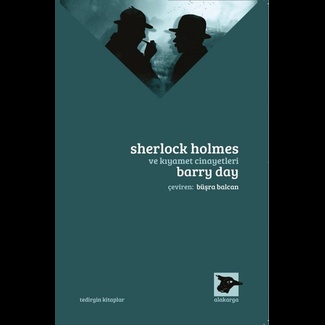 sherlock holmes
ve kıyamet cinayetleri
barry day
çeviren: büşra balcan
tedirgin kitaplar
alakarga